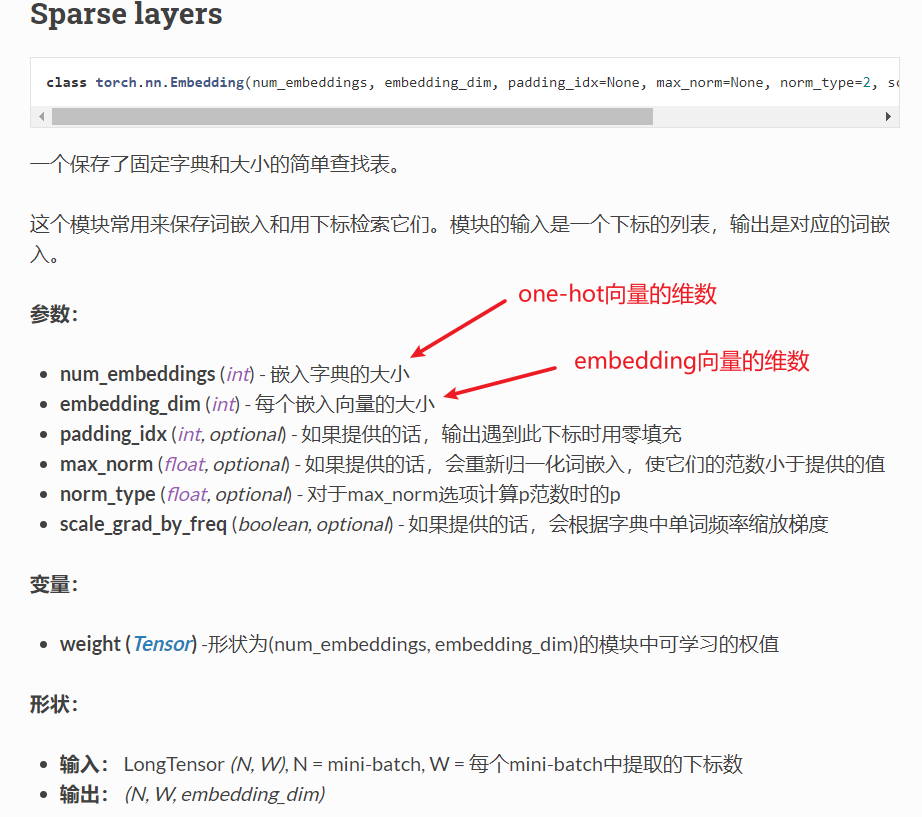 Sparse layers
class torch.nn.Embedding(num_embeddings, embedding_dim, padding_idx=None, max_norm=None, norm_type=2, sc
一个保存了固定字典和大小的简单查找表。
这个模块常用来保存词嵌入和用下标检索它们。模块的输入是一个下标的列表，输出是对应的词嵌
入。
one-hot向量的维数
参数：
embedding向量的维数
num_embeddings (int) - 嵌入字典的大小
embedding_dim (int) - 每个嵌入向量的大小
padding_idx (int, optional) - 如果提供的话，输出遇到此下标时用零填充
max_norm (float, optional) - 如果提供的话，会重新归一化词嵌入，使它们的范数小于提供的值
norm_type (float, optional) - 对于max_norm选项计算p范数时的p
scale_grad_by_freq (boolean, optional) - 如果提供的话，会根据字典中单词频率缩放梯度
变量：
weight (Tensor) -形状为(num_embeddings, embedding_dim)的模块中可学习的权值
形状：
输入： LongTensor (N, W), N = mini-batch, W = 每个mini-batch中提取的下标数
输出： (N, W, embedding_dim)